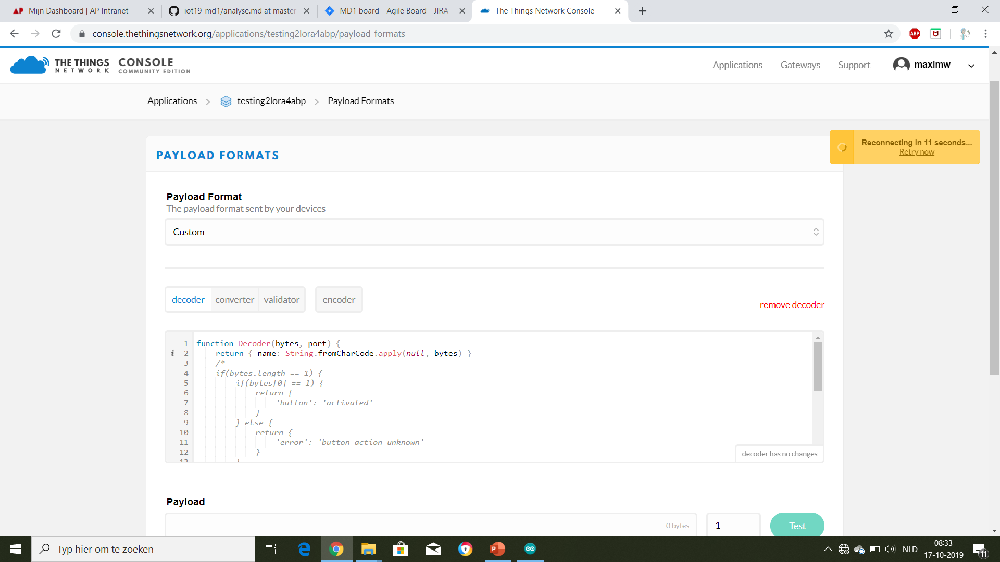 Mijn Dashboard | AP Intranet
iot19-md1/analyse.md at master
MD1 board - Agile Board - JIRA -
The Things Network Console
console.thethingsnetwork.org/applications/testing2lora4abp/payload-formats
ABP
THE THINGS NETWORK
CONSOLE
COMMUNITY EDITION
Applications
Gateways
Support
maximw
Applications
testing2lora4abp
Payload Formats
Reconnecting in 11 seconds...
Retry now
PAYLOAD FORMATS
Payload Format
The payload format sent by your devices
Custom
decoder
converter
validator
encoder
remove decoder
1 function Decoder(bytes, port) {
i 2 return { name: String.fromCharCode.apply(null, bytes) }
3 /*
4 if(bytes.length == 1) {
5 if(bytes[0] == 1) {
6 return {
7 'button': 'activated'
8 }
9 } else {
10 return {
11 'error': 'button action unknown'
12 }
13 }
decoder has no changes
Payload
0 bytes
1
Test
Typ hier om te zoeken
NLD
08:33
17-10-2019
11